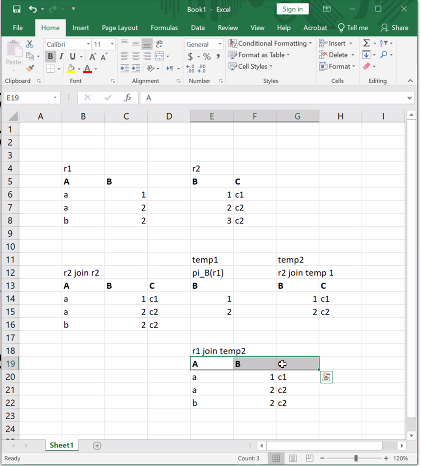 Book1 - Excel
Sign in
File Home Insert Page Layout Formulas Data Review View Help Acrobat Tell me Share
Paste Calibri 11 General Conditional Formatting Insert
B I U $ % Format as Table Delete
A A Cell Styles Format
Clipboard Font Alignment Number Styles Cells Editing
E19 fx A
A B C D E F G H I
1
2
3
4 r1 r2
5 A B B C
6 a 1 1 c1
7 a 2 2 c2
8 b 2 3 c2
9
10
11 temp1 temp2
12 r2 join r2 pi_B(r1) r2 join temp 1
13 A B C B B C
14 a 1 c1 1 1 c1
15 a 2 c2 2 2 c2
16 b 2 c2
17
18 r1 join temp2
19 A B
20 a 1 c1
21 a 2 c2
22 b 2 c2
23
24
Sheet1
Ready Count: 3 120%